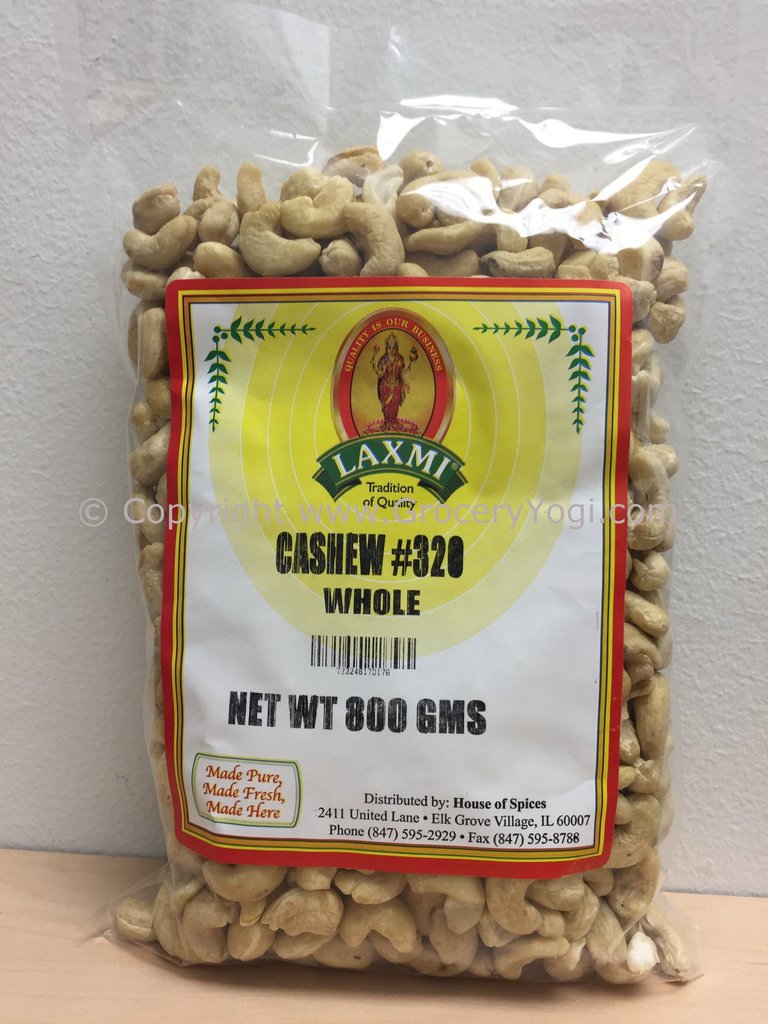 QUALITY IS OUR BUSINESS
LAXMI®
Tradition
of Quality
© Copyright www.GroceryYogi.com
CASHEW #320
WHOLE
723246170176
NET WT 800 GMS
Made Pure,
Made Fresh,
Made Here
Distributed by: House of Spices
2411 United Lane • Elk Grove Village, IL 60007
Phone (847) 595-2929 • Fax (847) 595-8788